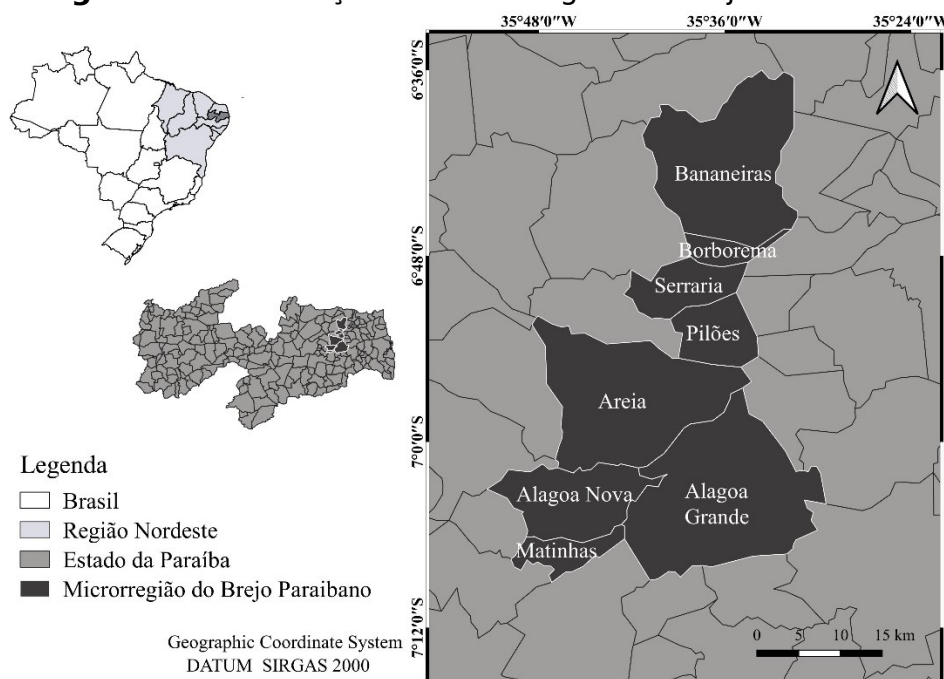 35°48'0"W
35°36'0"W
35°24'0"W
6°36'0"S
6°48'0"S
7°0'0"S
7°12'0"S
Bananeiras
Borborema
Serraria
Pilões
Areia
Alagoa Nova
Alagoa
Grande
Matinhas
Legenda
Brasil
Região Nordeste
Estado da Paraíba
Microrregião do Brejo Paraibano
Geographic Coordinate System
DATUM SIRGAS 2000
0 5 10 15 km